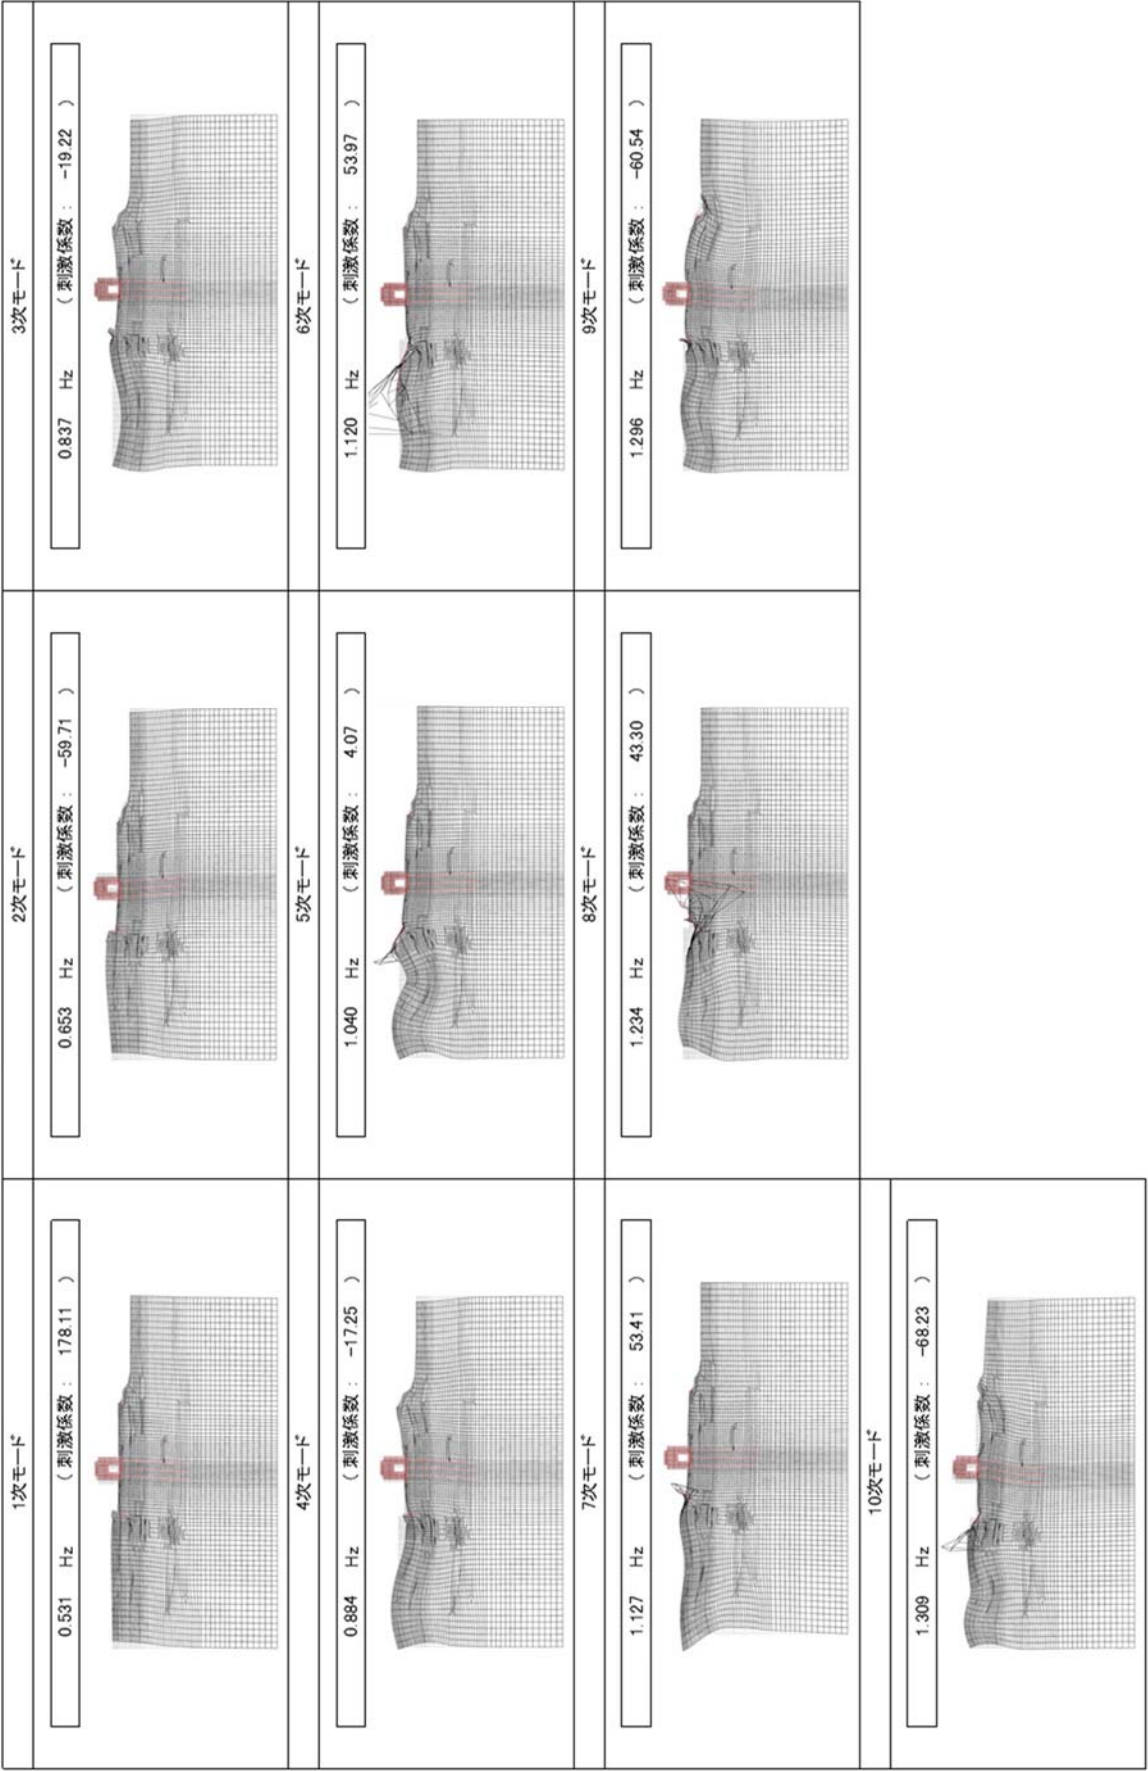 1次モード
0.531 Hz （ 刺激係数 : 178.11 ）
2次モード
0.653 Hz （ 刺激係数 : -59.71 ）
3次モード
0.837 Hz （ 刺激係数 : -19.22 ）
4次モード
0.884 Hz （ 刺激係数 : -17.25 ）
5次モード
1.040 Hz （ 刺激係数 : 4.07 ）
6次モード
1.120 Hz （ 刺激係数 : 53.97 ）
7次モード
1.127 Hz （ 刺激係数 : 53.41 ）
8次モード
1.234 Hz （ 刺激係数 : 43.30 ）
9次モード
1.296 Hz （ 刺激係数 : -60.54 ）
10次モード
1.309 Hz （ 刺激係数 : -68.23 ）